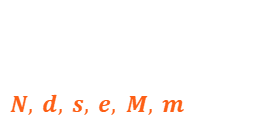 N, d, s, e, M, m